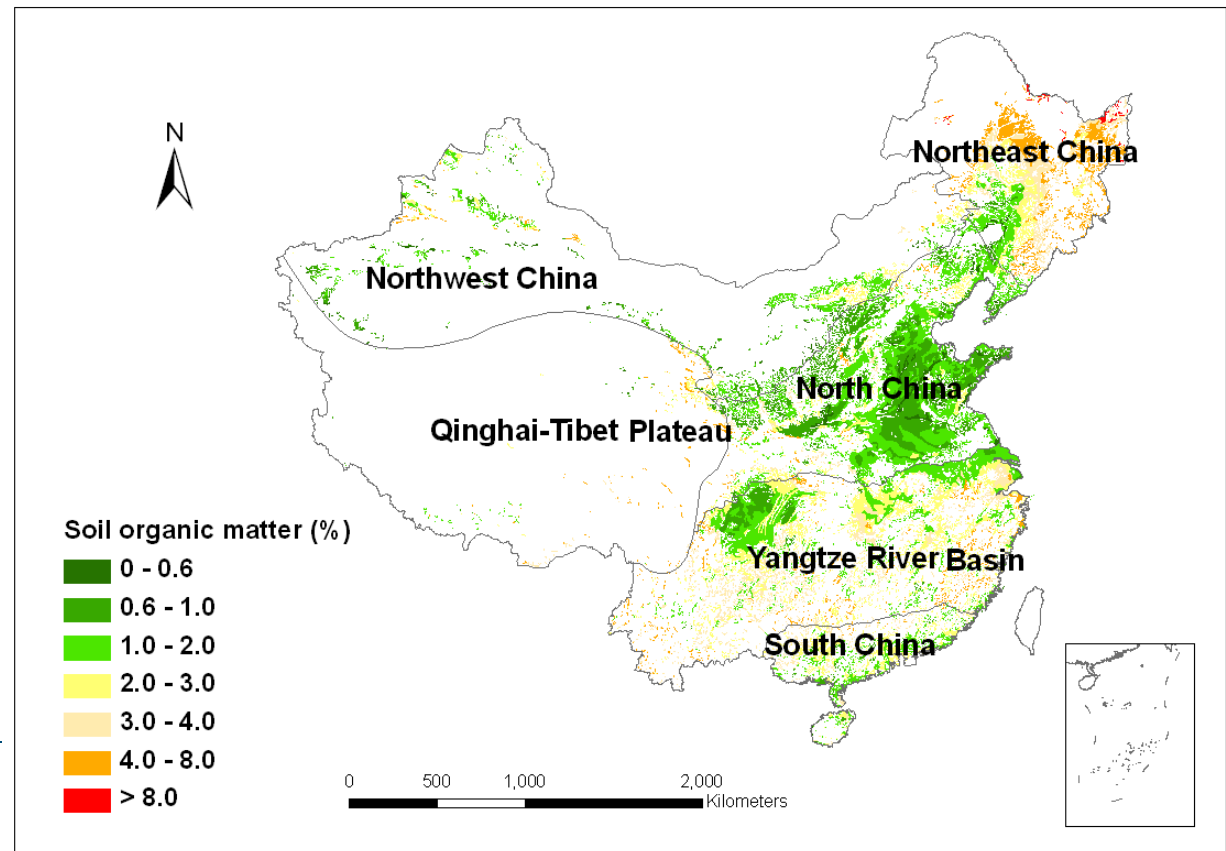 N
Northeast China
Northwest China
North China
Qinghai-Tibet Plateau
Yangtze River Basin
South China
Soil organic matter (%)
0 - 0.6
0.6 - 1.0
1.0 - 2.0
2.0 - 3.0
3.0 - 4.0
4.0 - 8.0
> 8.0
0 500 1,000 2,000
Kilometers